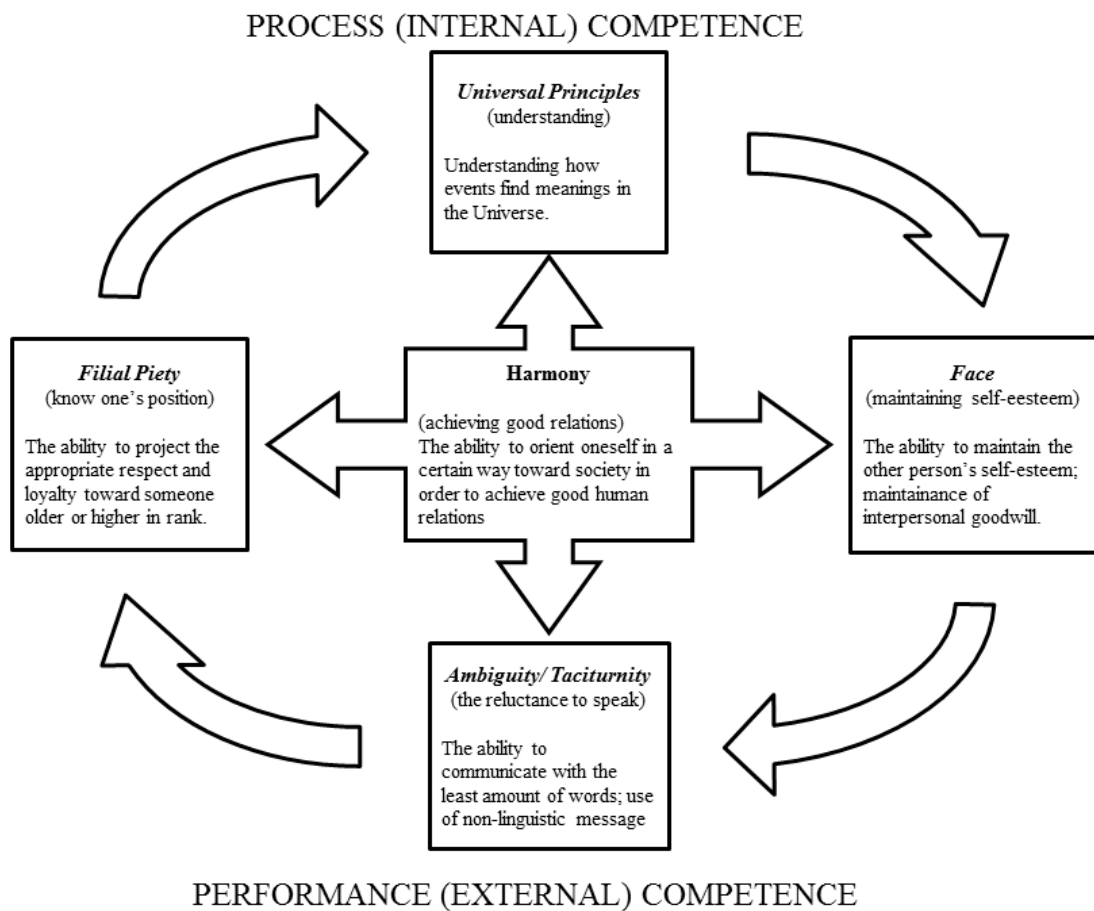 PROCESS (INTERNAL) COMPETENCE
Universal Principles
(understanding)
Understanding how
events find meanings in
the Universe.
Filial Piety
(know one's position)
The ability to project the
appropriate respect and
loyalty toward someone
older or higher in rank.
Harmony
(achieving good relations)
The ability to orient oneself in a
certain way toward society in
order to achieve good human
relations
Face
(maintaining self-eesteem)
The ability to maintain the
other person's self-esteem;
maintainance of
interpersonal goodwill.
Ambiguity/ Taciturnity
(the reluctance to speak)
The ability to
communicate with the
least amount of words; use
of non-linguistic message
PERFORMANCE (EXTERNAL) COMPETENCE